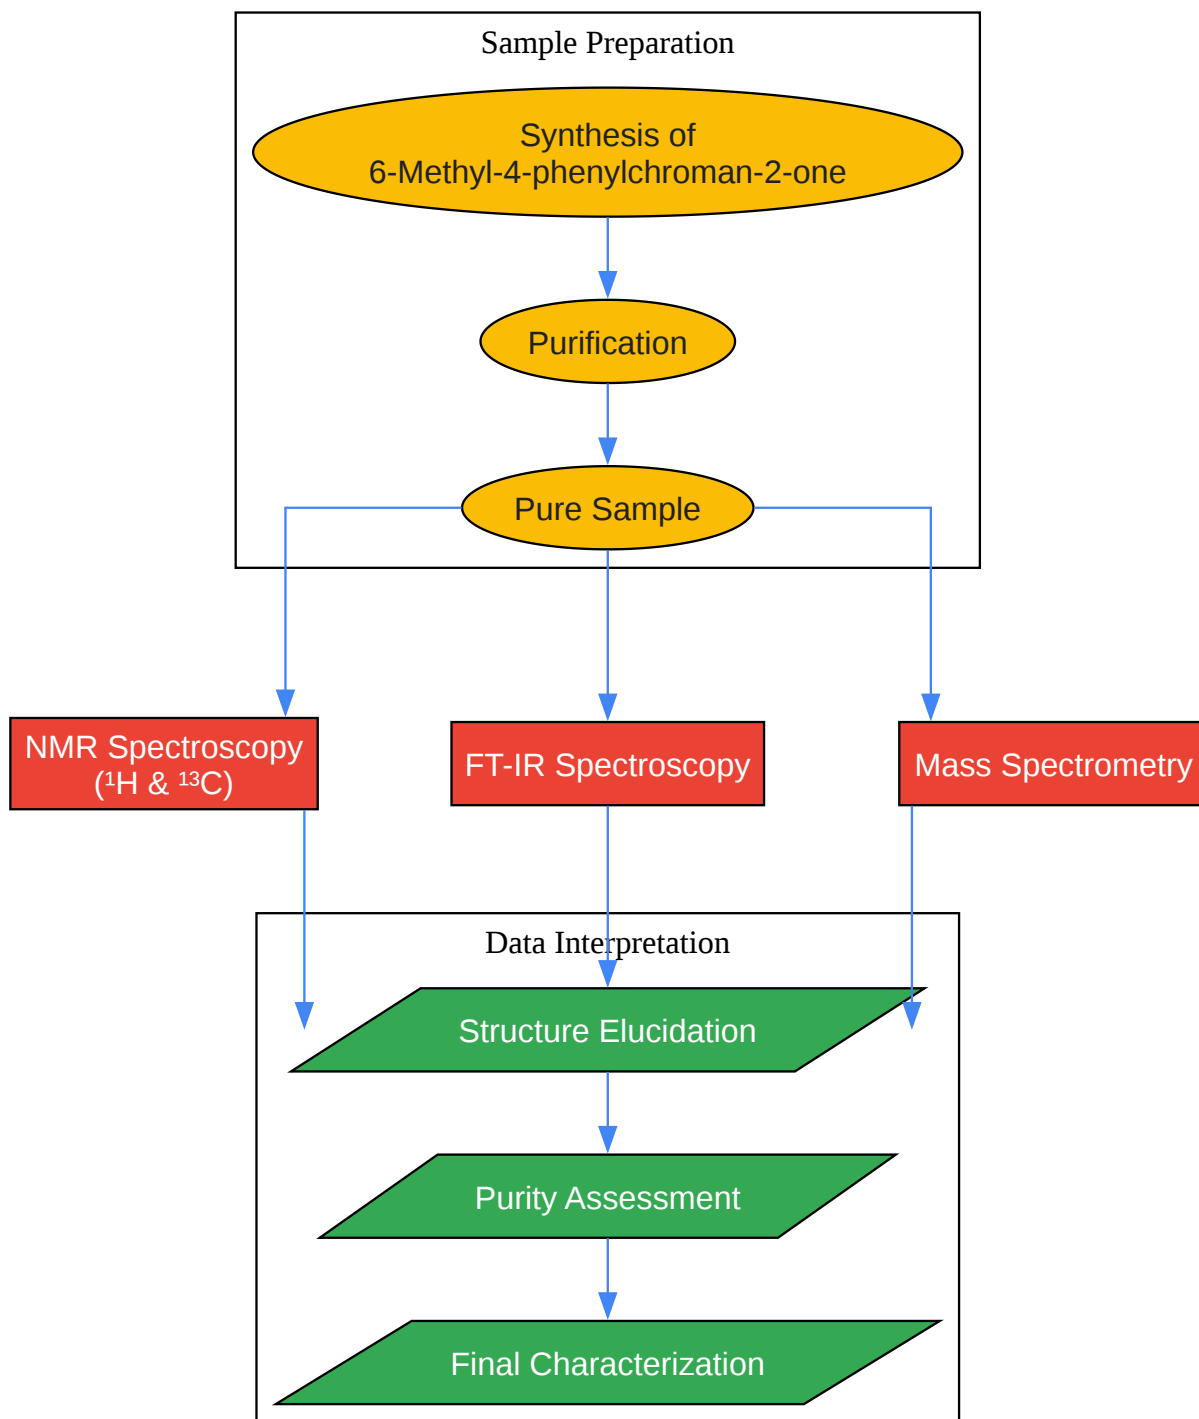 Sample Preparation
Synthesis of
6-Methyl-4-phenylchroman-2-one
Purification
Pure Sample
NMR Spectroscopy
(¹H & ¹³C)
FT-IR Spectroscopy
Mass Spectrometry
Data Interpretation
Structure Elucidation
Purity Assessment
Final Characterization